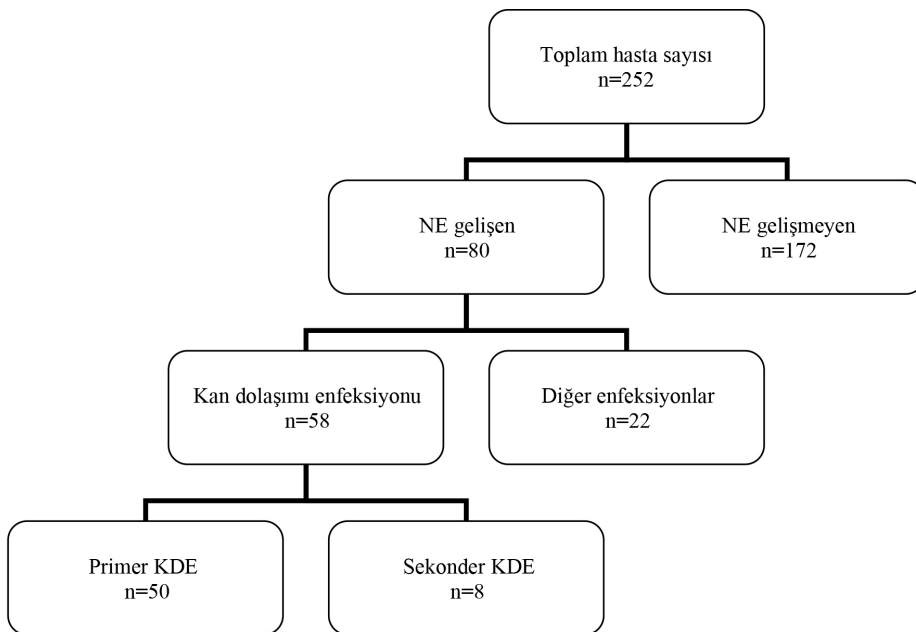 Toplam hasta sayısı
n=252
NE gelişen
n=80
NE gelişmeyen
n=172
Kan dolaşımı enfeksiyonu
n=58
Diğer enfeksiyonlar
n=22
Primer KDE
n=50
Sekonder KDE
n=8